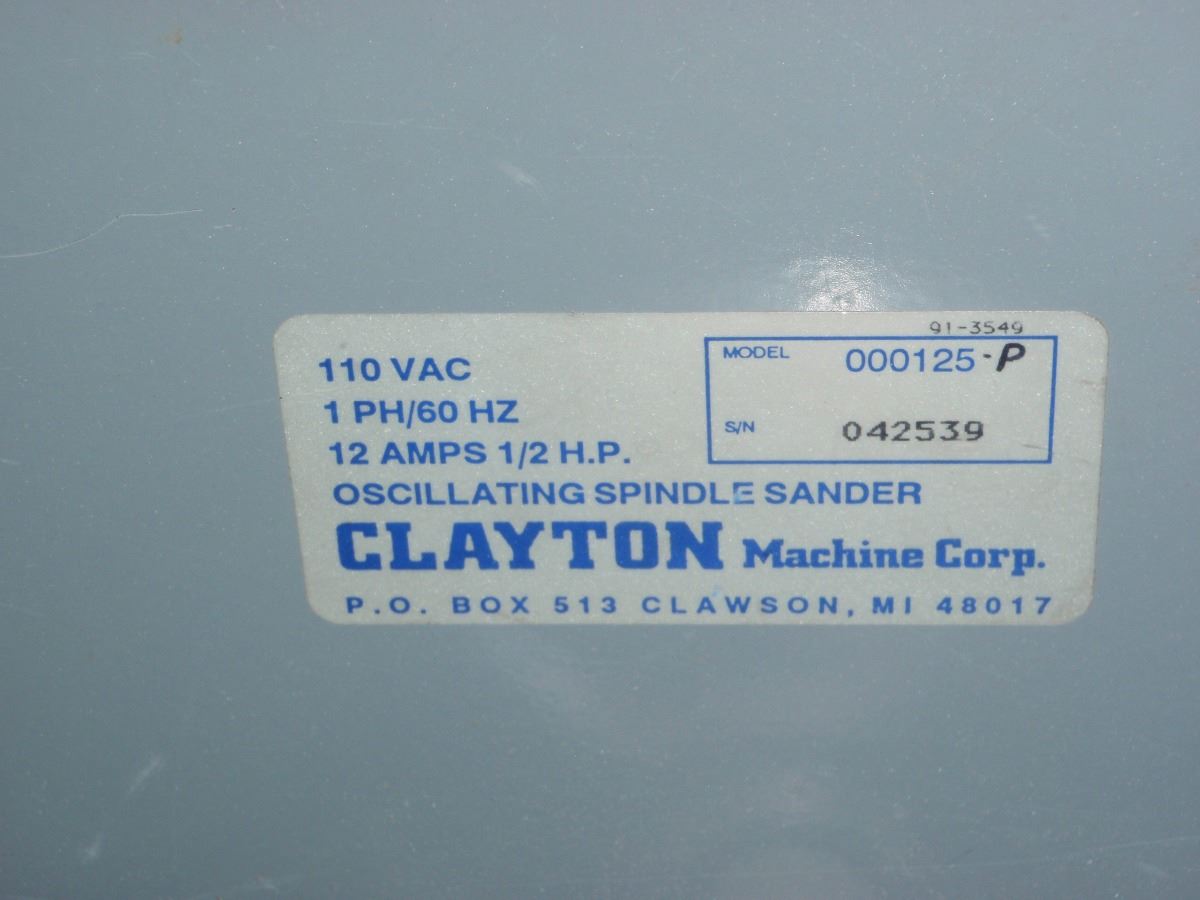 91-3549
110 VAC
1 PH/60 HZ
12 AMPS 1/2 H.P.
MODEL 000125-P
S/N 042539
OSCILLATING SPINDLE SANDER
CLAYTON Machine Corp.
P.O. BOX 513 CLAWSON, MI 48017